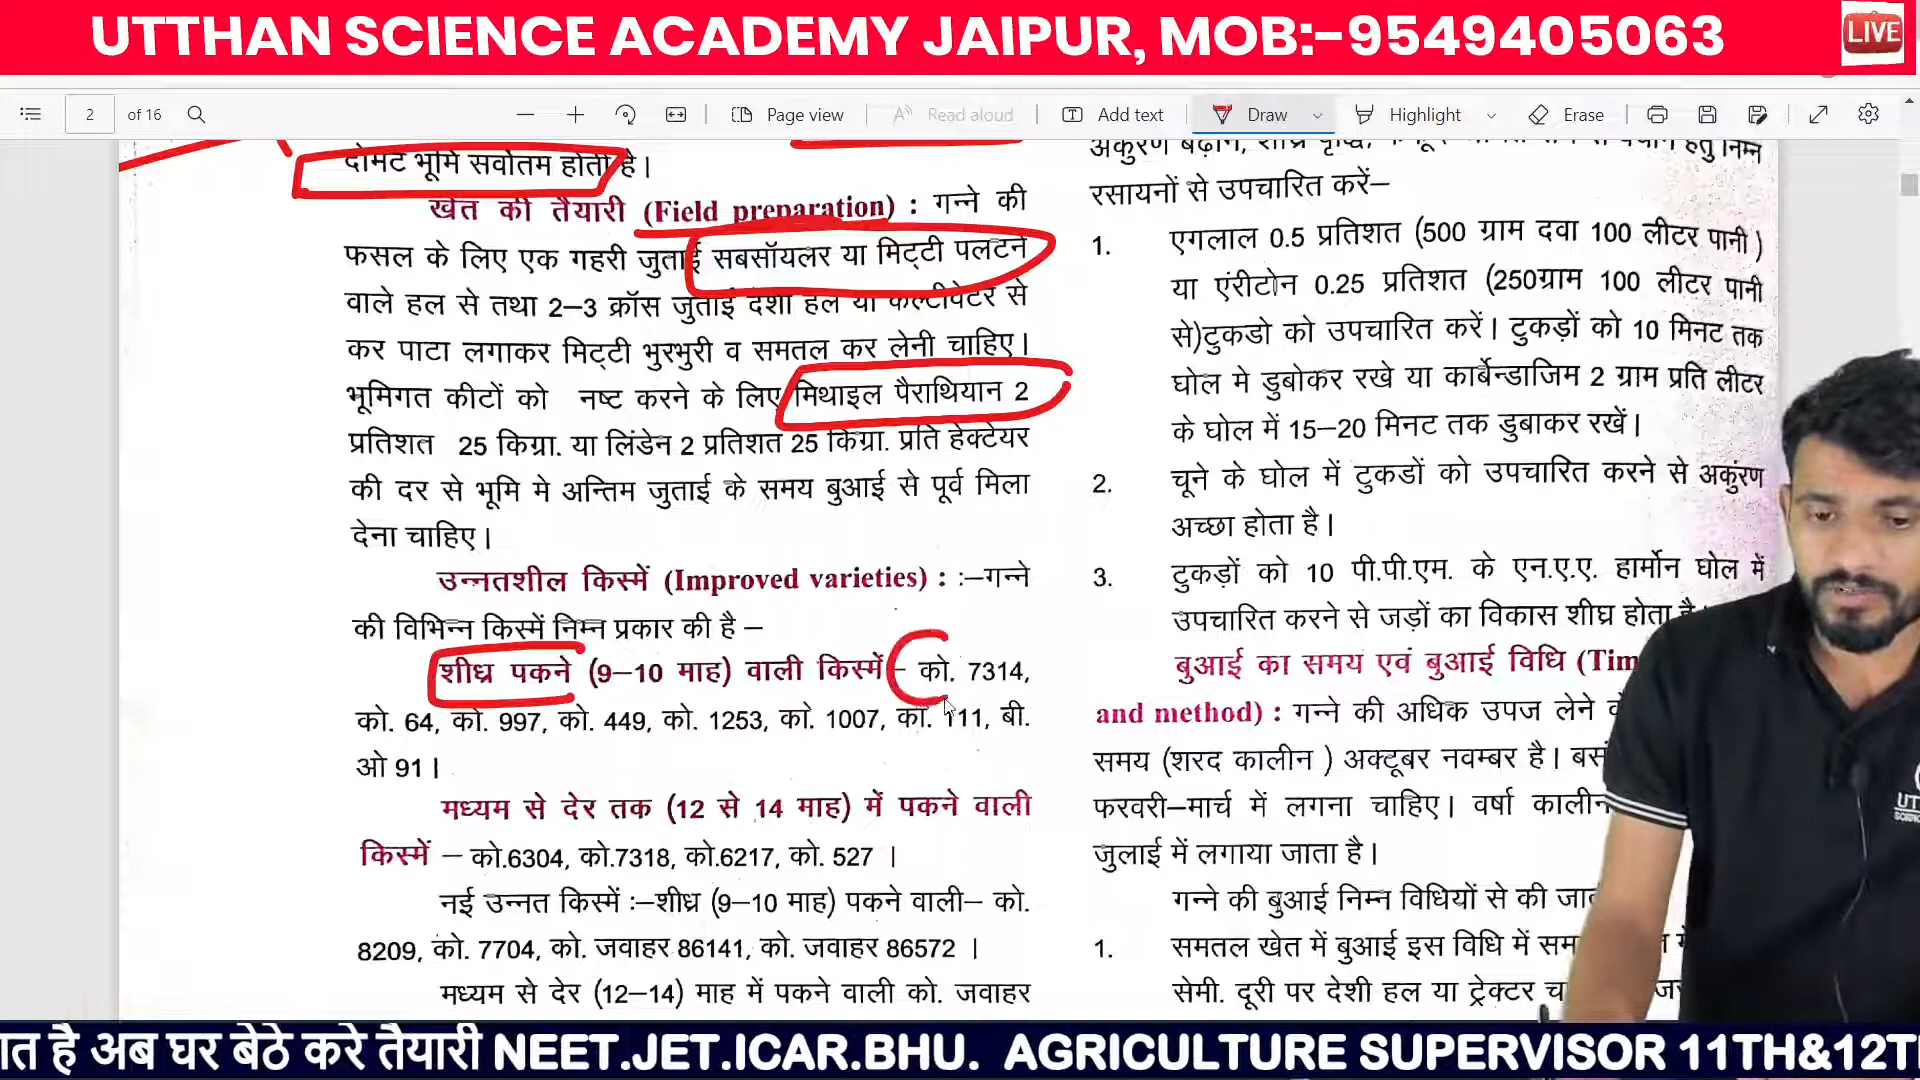 UTTHAN SCIENCE ACADEMY JAIPUR, MOB:-9549405063
LIVE
2 of 16
Page view
Read aloud
Add text
Draw
Highlight
Erase
दोमट भूमि सर्वोतम होती है।
खेत की तैयारी (Field preparation) : गन्ने की
फसल के लिए एक गहरी जुताई सबसॉयलर या मिट्टी पलटने
वाले हल से तथा 2–3 क्रॉस जुताई देशी हल या कल्टीवेटर से
कर पाटा लगाकर मिट्टी भुरभुरी व समतल कर लेनी चाहिए।
भूमिगत कीटों को नष्ट करने के लिए मिथाइल पैराथियान 2
प्रतिशत 25 किग्रा. या लिंडेन 2 प्रतिशत 25 किग्रा. प्रति हेक्टेयर
की दर से भूमि मे अन्तिम जुताई के समय बुआई से पूर्व मिला
देना चाहिए।
उन्नतशील किस्में (Improved varieties) : :–गन्ने
की विभिन्न किस्में निम्न प्रकार की है –
शीघ्र पकने (9–10 माह) वाली किस्में – को. 7314,
को. 64, को. 997, को. 449, को. 1253, को. 1007, को. 111, बी.
ओ 91।
मध्यम से देर तक (12 से 14 माह) में पकने वाली
किस्में – को.6304, को.7318, को.6217, को. 527 ।
नई उन्नत किस्में :–शीघ्र (9–10 माह) पकने वाली– को.
8209, को. 7704, को. जवाहर 86141, को. जवाहर 86572 ।
मध्यम से देर (12–14) माह में पकने वाली को. जवाहर
अकुंरण बढ़ाने, शीघ्र वृद्धि, हेतु निम्न
रसायनों से उपचारित करें–
1. एगलाल 0.5 प्रतिशत (500 ग्राम दवा 100 लीटर पानी )
या एंरीटोन 0.25 प्रतिशत (250ग्राम 100 लीटर पानी
से)टुकडो को उपचारित करें। टुकड़ों को 10 मिनट तक
घोल मे डुबोकर रखे या कार्बेन्डाजिम 2 ग्राम प्रति लीटर
के घोल में 15–20 मिनट तक डुबाकर रखें।
2. चूने के घोल में टुकडों को उपचारित करने से अकुंरण
अच्छा होता है।
3. टुकड़ों को 10 पी.पी.एम. के एन.ए.ए. हार्मोन घोल में
उपचारित करने से जड़ों का विकास शीघ्र होता है
बुआई का समय एवं बुआई विधि (Tim
and method) : गन्ने की अधिक उपज लेने
समय (शरद कालीन ) अक्टूबर नवम्बर है।
फरवरी–मार्च में लगना चाहिए। वर्षा कालीन
जुलाई में लगाया जाता है।
गन्ने की बुआई निम्न विधियों से की
1. समतल खेत में बुआई इस विधि में
सेमी. दूरी पर देशी हल या ट्रेक्टर
है अब घर बेठे करे तैयारी NEET.JET.ICAR.BHU. AGRICULTURE SUPERVISOR 11TH&12T